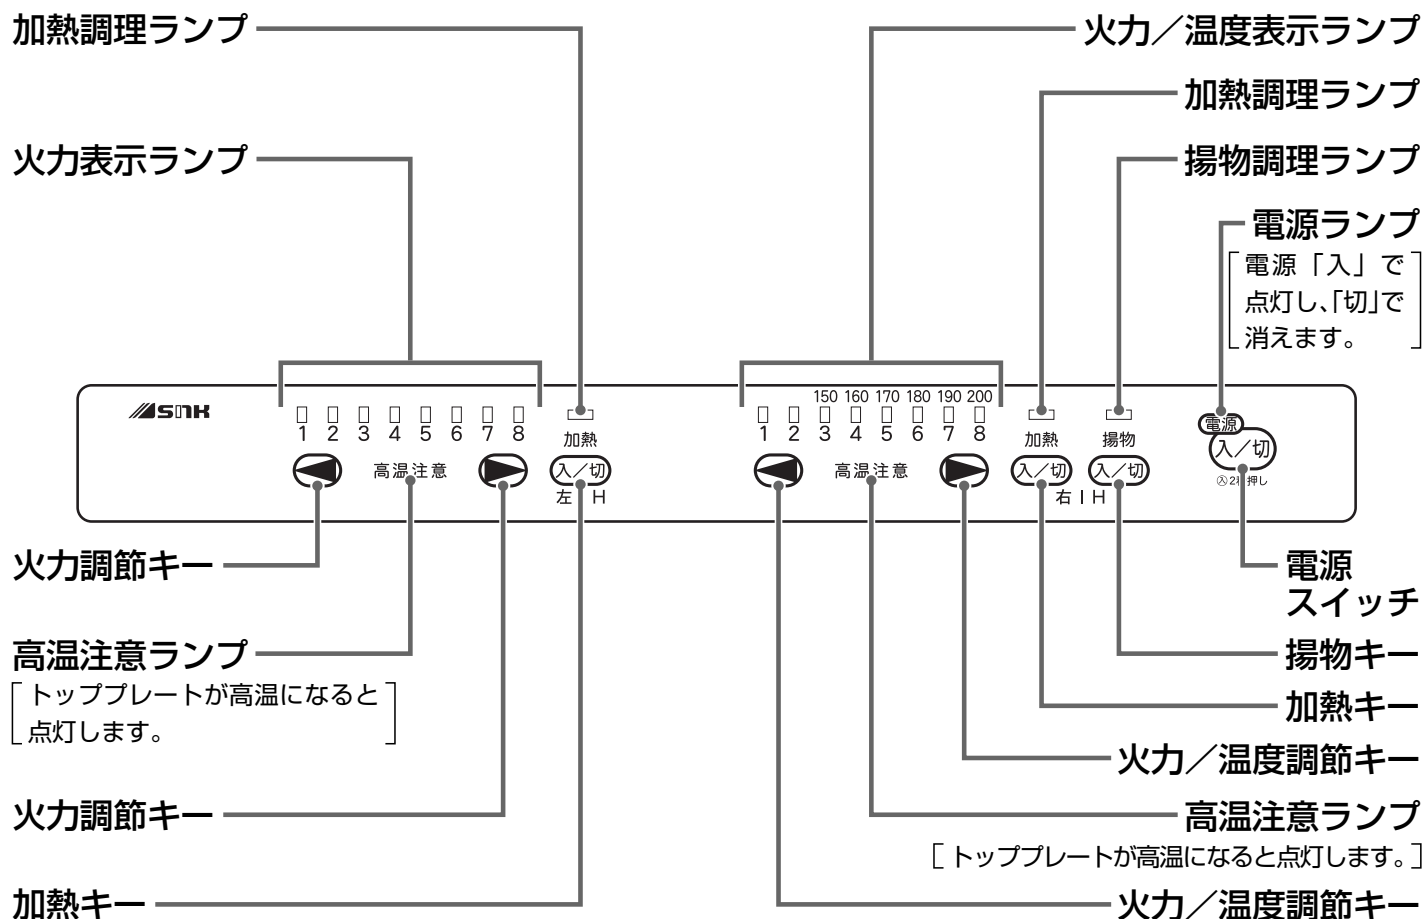 加熱調理ランプ
火力表示ランプ
火力／温度表示ランプ
加熱調理ランプ
揚物調理ランプ
電源ランプ
電源「入」で
点灯し、「切」で
消えます。
SNK
1 2 3 4 5 6 7 8
加熱
高温注意
入／切
左 H
150 160 170 180 190 200
1 2 3 4 5 6 7 8
加熱
揚物
高温注意
入／切
入／切
右IH
電源
入／切
入2秒押し
火力調節キー
高温注意ランプ
トッププレートが高温になると
点灯します。
火力調節キー
加熱キー
電源
スイッチ
揚物キー
加熱キー
火力／温度調節キー
高温注意ランプ
トッププレートが高温になると点灯します。
火力／温度調節キー